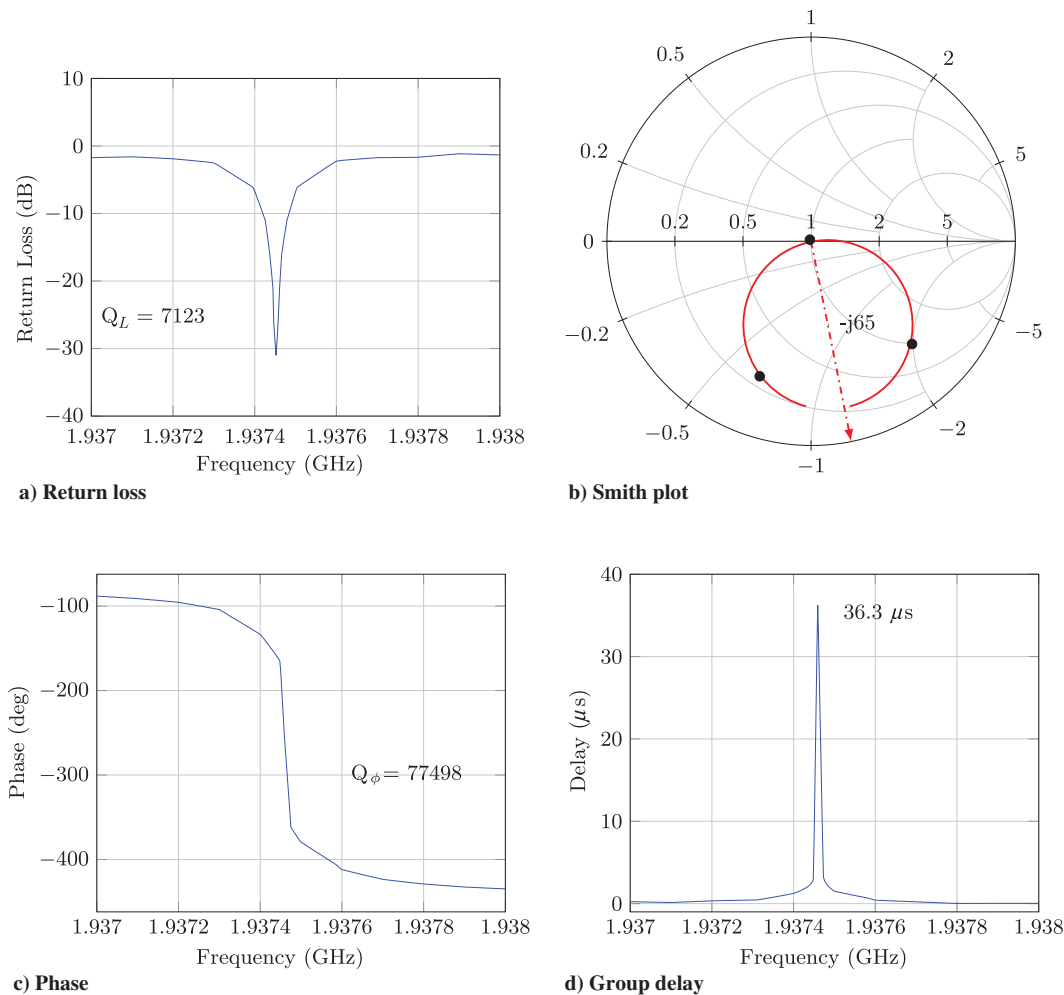 10
0
−10
−20
−30
−40
Return Loss (dB)
Q_L = 7123
1.937 1.9372 1.9374 1.9376 1.9378 1.938
Frequency (GHz)
a) Return loss
1
0.5 2
0.2 5
0.2 0.5 1 2 5
0
-j65
−0.2 −5
−0.5 −2
−1
b) Smith plot
−100
−200
−300
−400
Phase (deg)
Q_ϕ = 77498
1.937 1.9372 1.9374 1.9376 1.9378 1.938
Frequency (GHz)
c) Phase
40
30
20
10
0
Delay (μs)
36.3 μs
1.937 1.9372 1.9374 1.9376 1.9378 1.938
Frequency (GHz)
d) Group delay